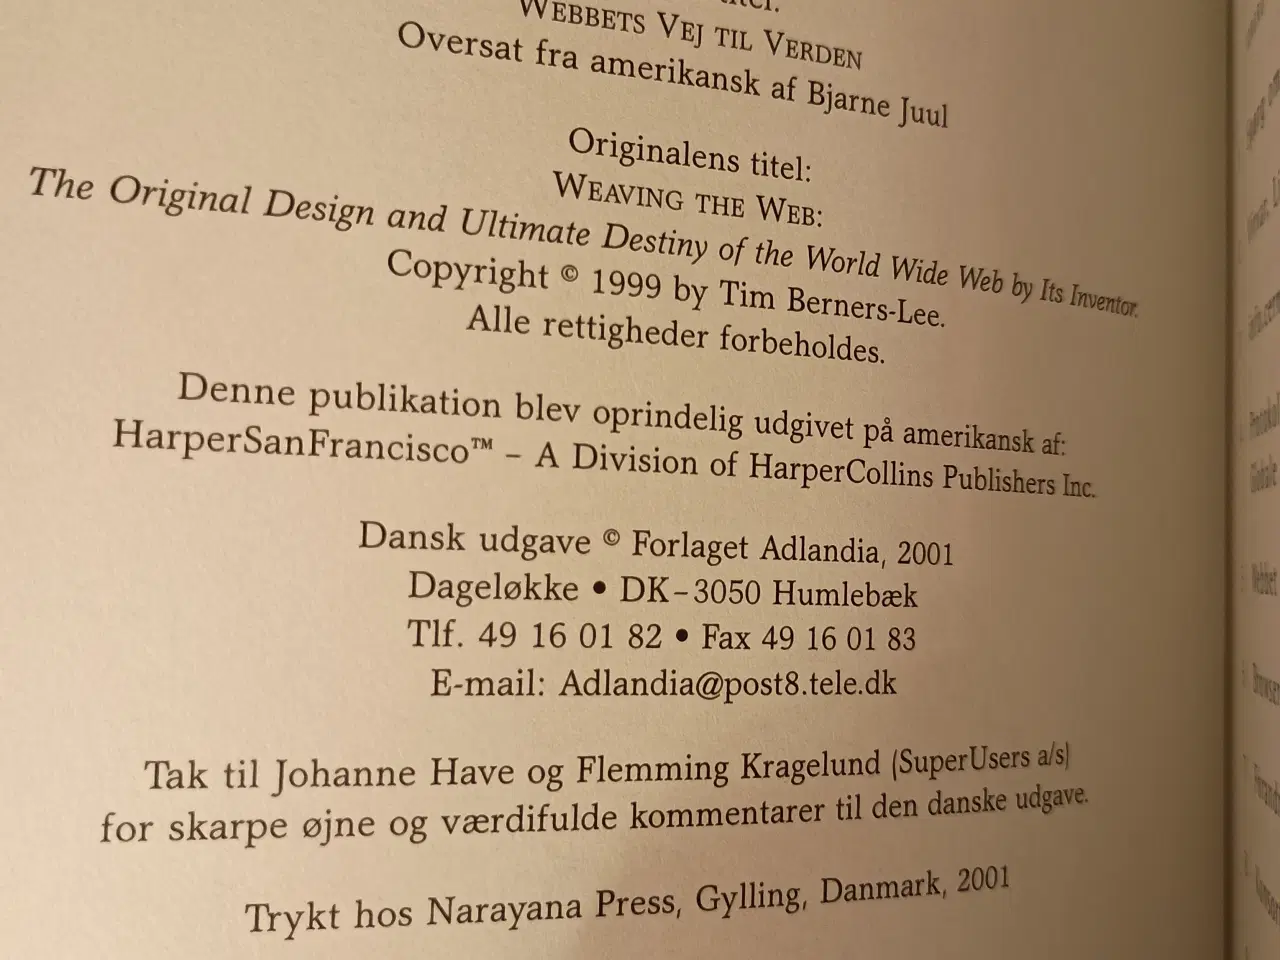 titel:
WEBBETS VEJ TIL VERDEN
Oversat fra amerikansk af Bjarne Juul
Originalens titel:
WEAVING THE WEB:
The Original Design and Ultimate Destiny of the World Wide Web by Its Inventor.
Copyright © 1999 by Tim Berners-Lee.
Alle rettigheder forbeholdes.
Denne publikation blev oprindelig udgivet på amerikansk af:
HarperSanFrancisco™ – A Division of HarperCollins Publishers Inc.
Dansk udgave © Forlaget Adlandia, 2001
Dageløkke • DK–3050 Humlebæk
Tlf. 49 16 01 82 • Fax 49 16 01 83
E-mail: Adlandia@post8.tele.dk
Tak til Johanne Have og Flemming Kragelund (SuperUsers a/s)
for skarpe øjne og værdifulde kommentarer til den danske udgave.
Trykt hos Narayana Press, Gylling, Danmark, 2001